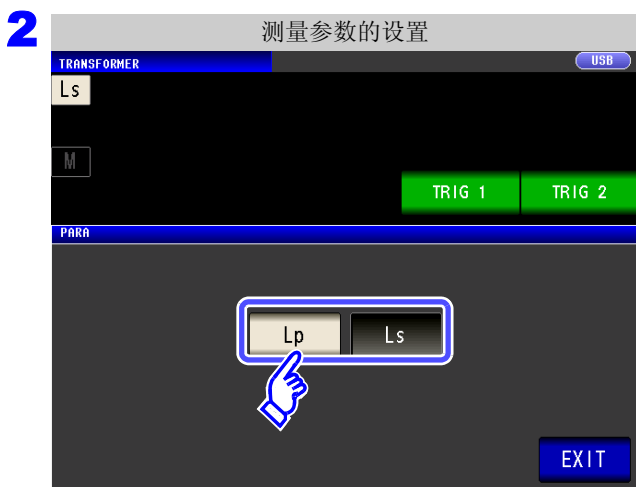 2
测量参数的设置
TRANSFORMER USB
Ls
M
TRIG 1 TRIG 2
PARA
Lp Ls
EXIT